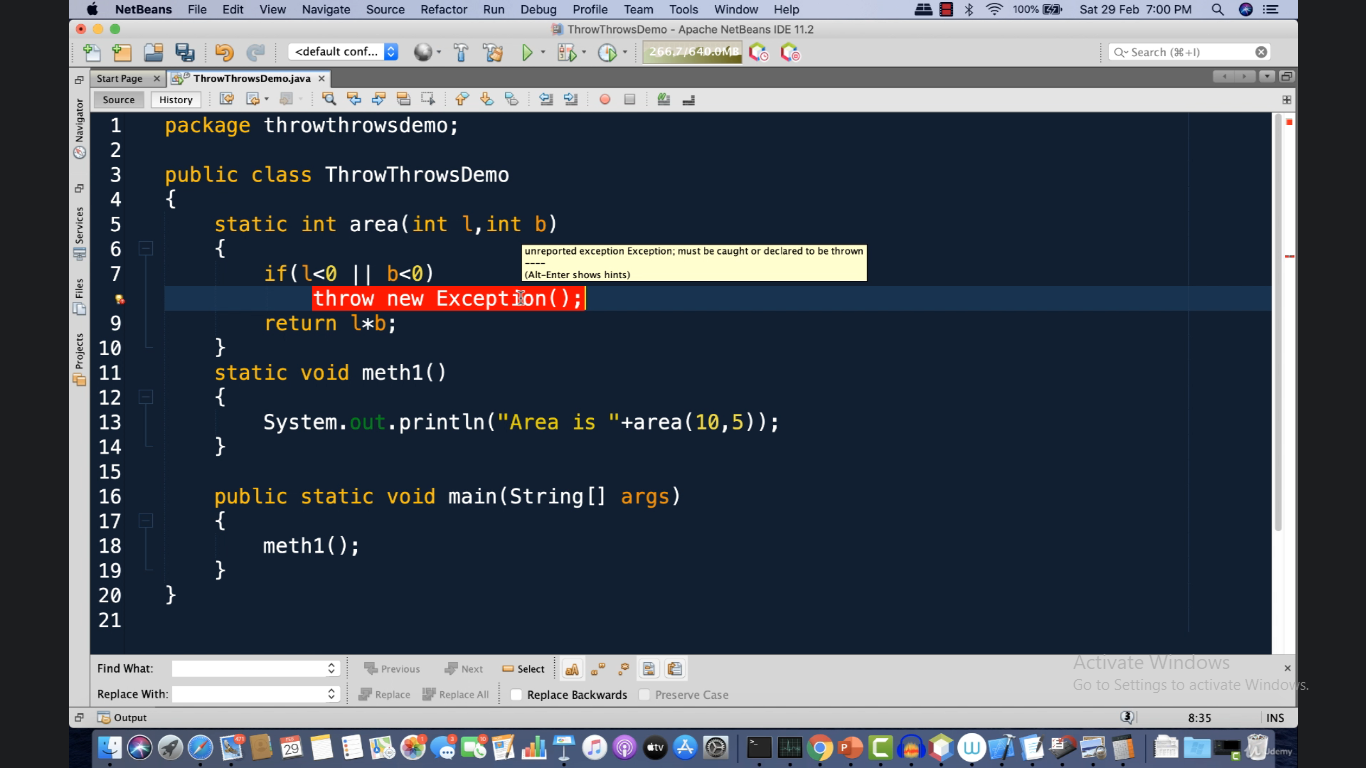 NetBeans File Edit View Navigate Source Refactor Run Debug Profile Team Tools Window Help 100% Sat 29 Feb 7:00 PM
ThrowThrowsDemo - Apache NetBeans IDE 11.2
<default conf... 266,7/640,0MB Search (⌘+I)
Start Page ThrowThrowsDemo.java
Source History
Navigator
Services
Files
Projects
1 package throwthrowsdemo;
2
3 public class ThrowThrowsDemo
4 {
5 static int area(int l,int b)
6 {
unreported exception Exception; must be caught or declared to be thrown
----
(Alt-Enter shows hints)
7 if(l<0 || b<0)
throw new Exception();
9 return l*b;
10 }
11 static void meth1()
12 {
13 System.out.println("Area is "+area(10,5));
14 }
15
16 public static void main(String[] args)
17 {
18 meth1();
19 }
20 }
21
Find What: Previous Next Select
Replace With: Replace Replace All Replace Backwards Preserve Case
Activate Windows
Go to Settings to activate Windows.
Output 8:35 INS
29
tv
Udemy